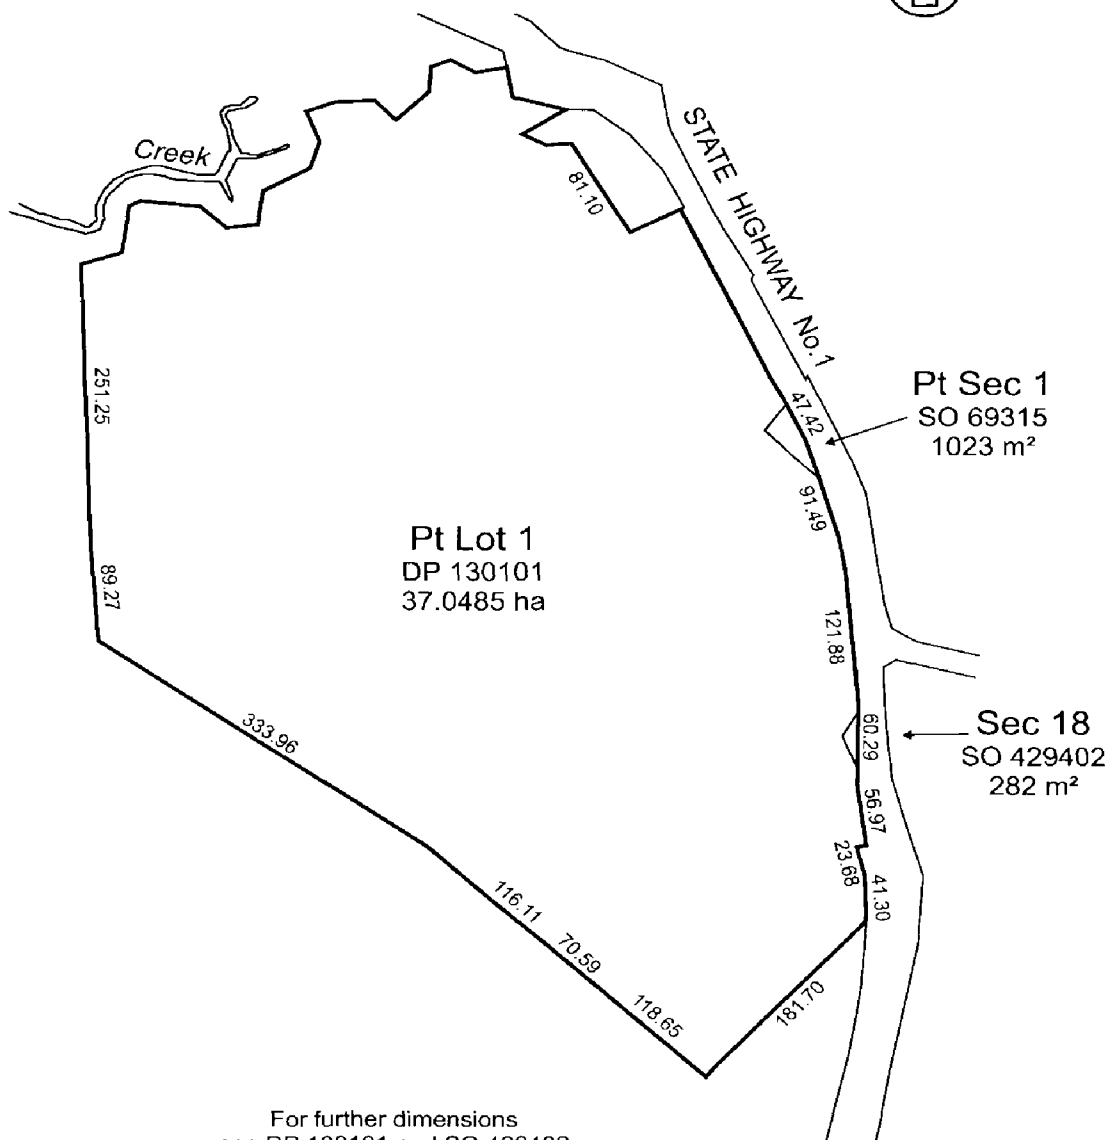 Creek
STATE HIGHWAY No.1
81.10
251.25
47.42
Pt Sec 1
SO 69315
1023 m²
91.49
Pt Lot 1
DP 130101
37.0485 ha
89.27
121.88
333.96
60.29
Sec 18
SO 429402
282 m²
56.97
23.68
41.30
116.11
70.59
118.65
181.70
For further dimensions